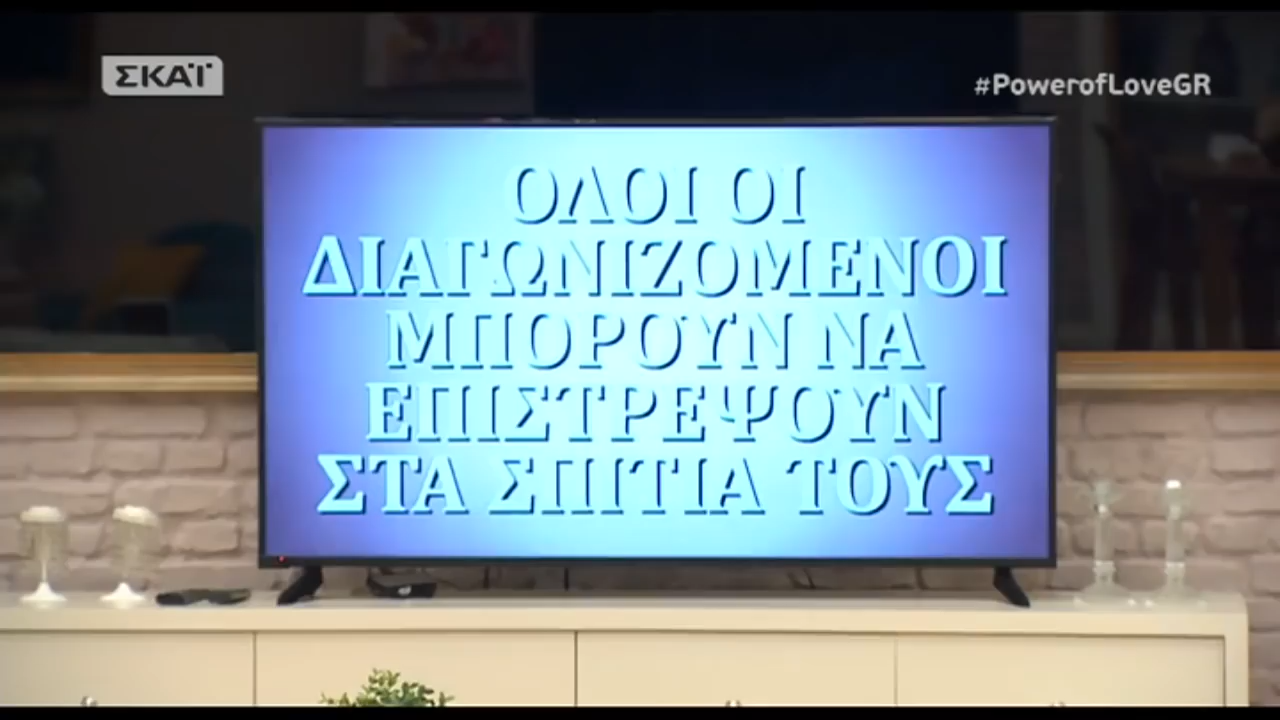 ΣΚΑΪ
#PowerofLoveGR
ΟΛΟΙ ΟΙ
ΔΙΑΓΩΝΙΖΟΜΕΝΟΙ
ΜΠΟΡΟΥΝ ΝΑ
ΕΠΙΣΤΡΕΨΟΥΝ
ΣΤΑ ΣΠΙΤΙΑ ΤΟΥΣ